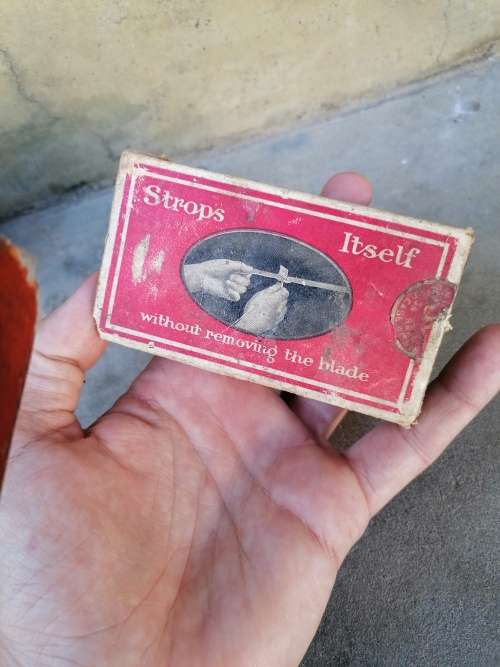 Strops
Itself
without removing the blade